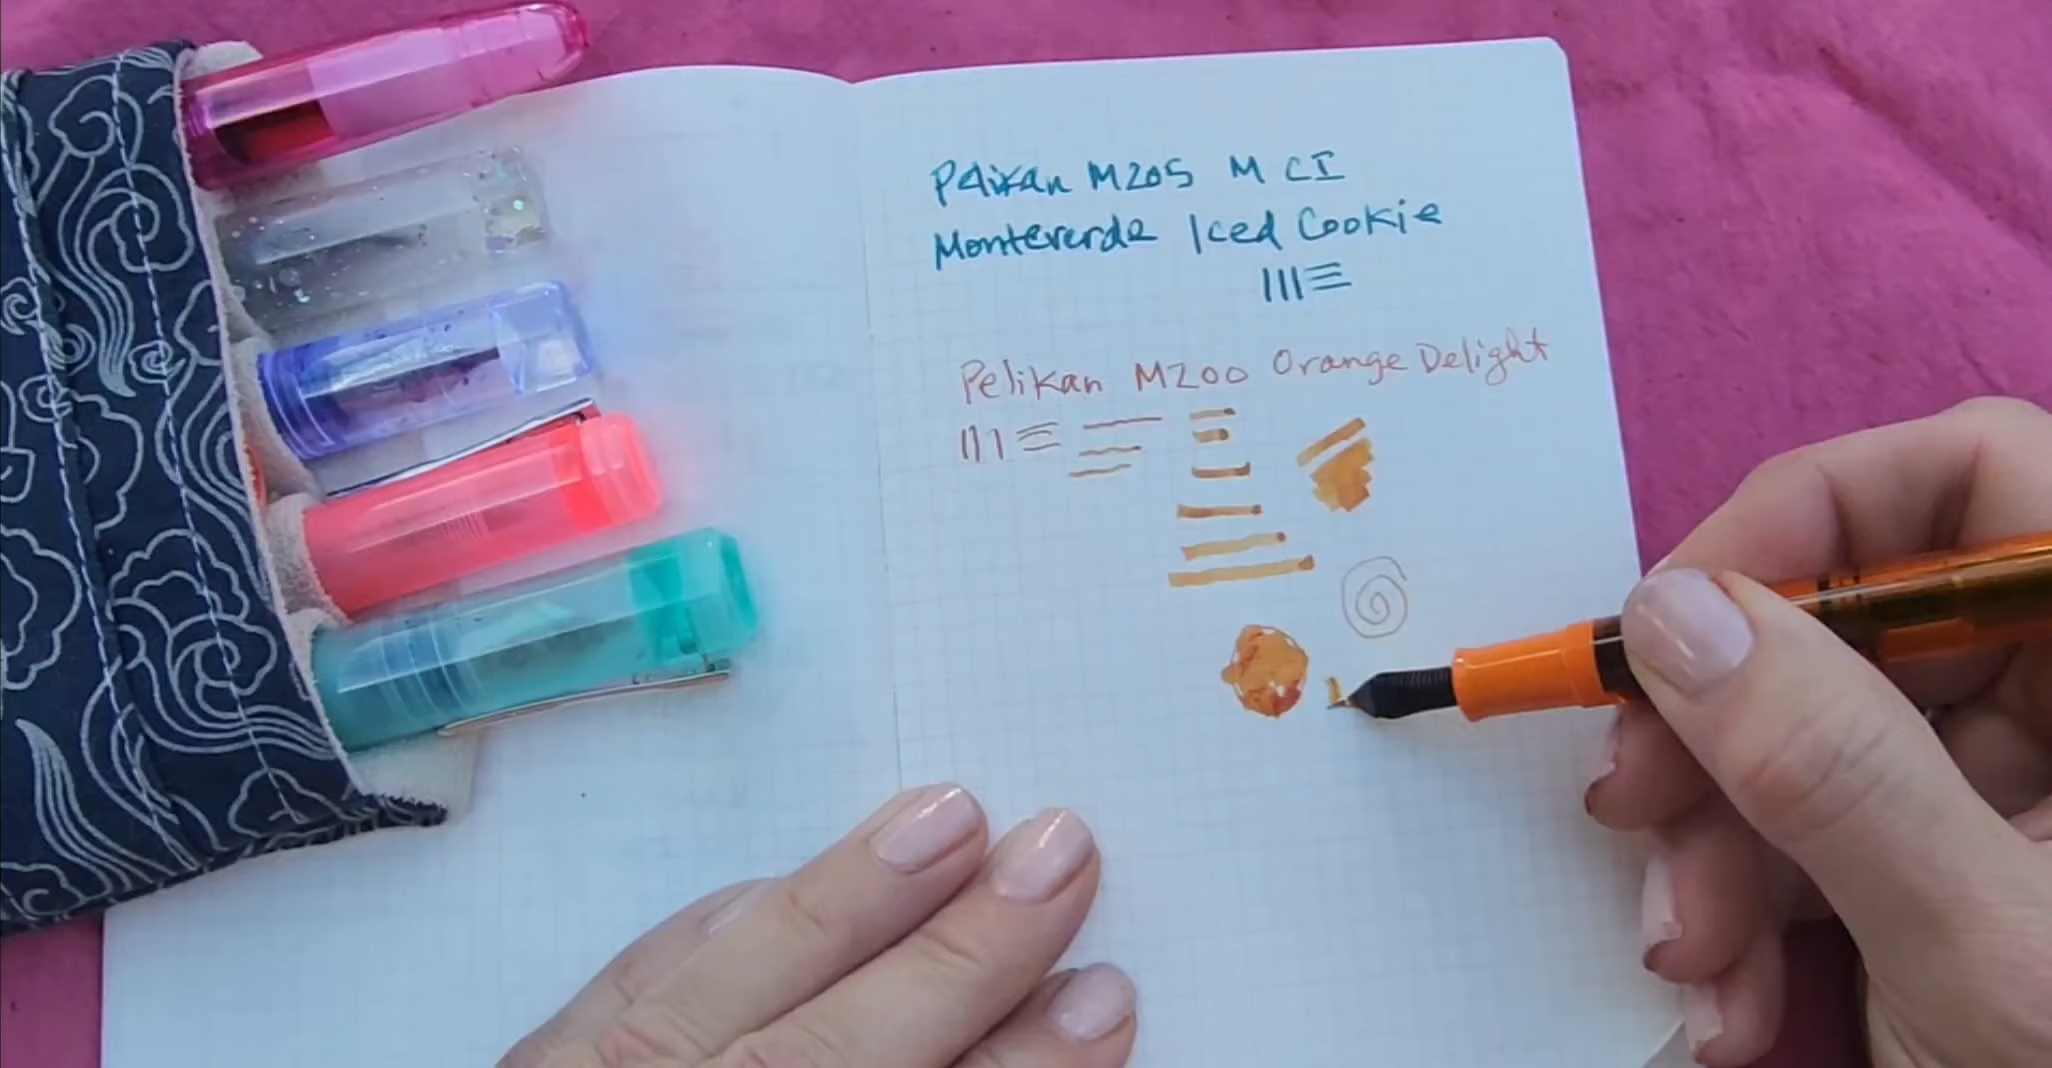 Pelikan M205 M CI
Monteverde Iced Cookie
Pelikan M200 Orange Delight